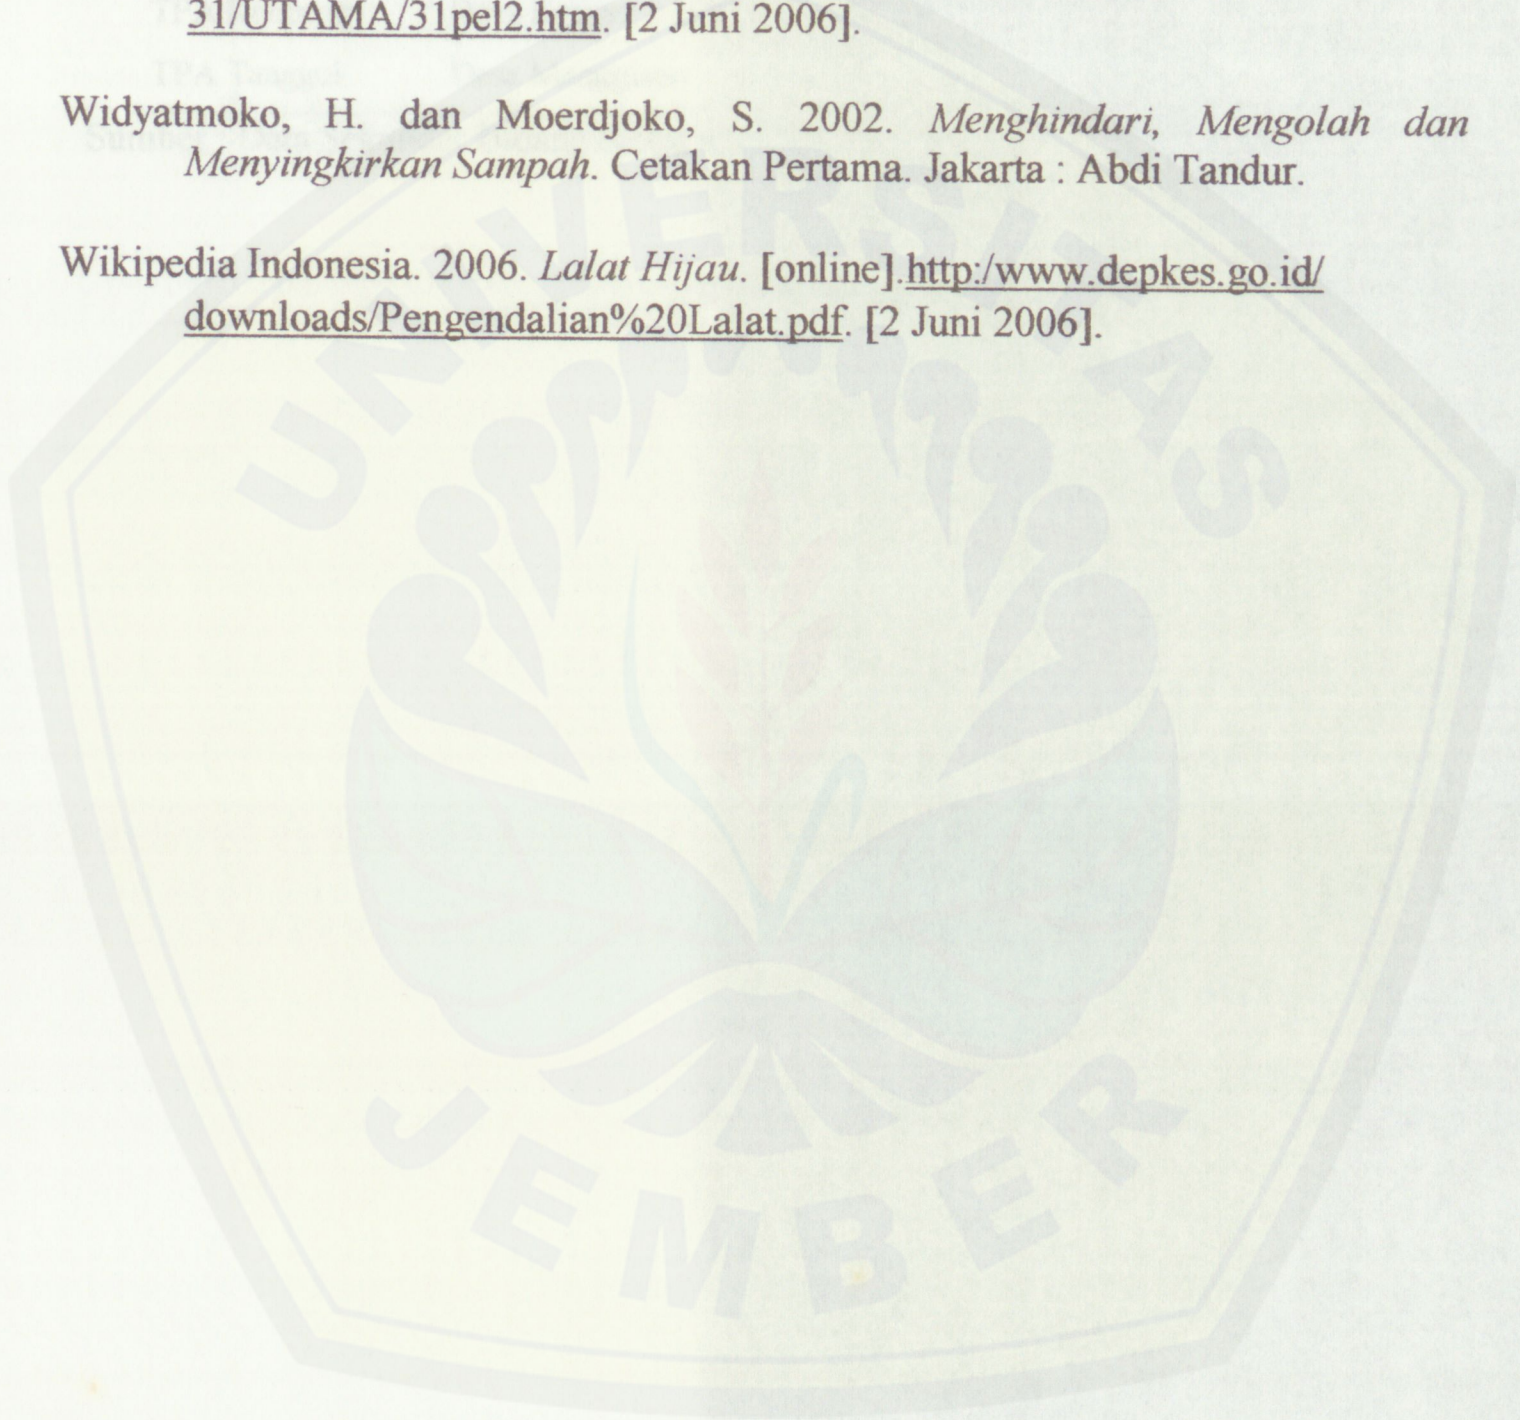 31/UTAMA/31pel2.htm. [2 Juni 2006].
Widyatmoko, H. dan Moerdjoko, S. 2002. Menghindari, Mengolah dan
Menyingkirkan Sampah. Cetakan Pertama. Jakarta : Abdi Tandur.
Wikipedia Indonesia. 2006. Lalat Hijau. [online].http:/www.depkes.go.id/
downloads/Pengendalian%20Lalat.pdf. [2 Juni 2006].
UNIVERSITAS
JEMBER